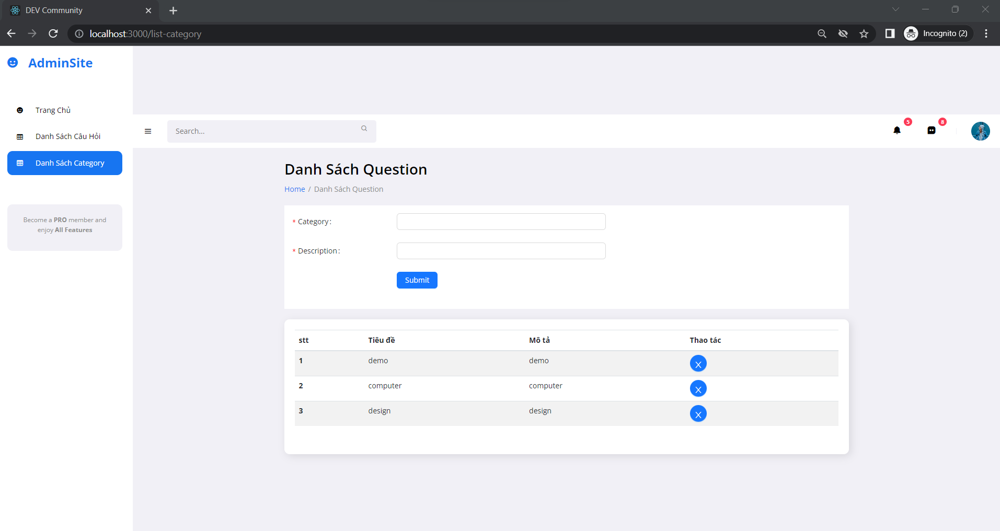 DEV Community
localhost:3000/list-category
Incognito (2)
AdminSite
Trang Chủ
Danh Sách Câu Hỏi
Danh Sách Category
Become a PRO member and
enjoy All Features
Search...
5
8
Danh Sách Question
Home / Danh Sách Question
* Category:
* Description:
Submit
stt Tiêu đề Mô tả Thao tác
1 demo demo X
2 computer computer X
3 design design X